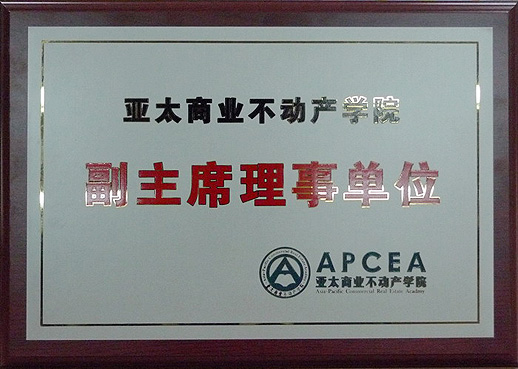 亚太商业不动产学院
副主席理事单位
APCEA
亚太商业不动产学院
Asia Pacific Commercial Real Estate Academy